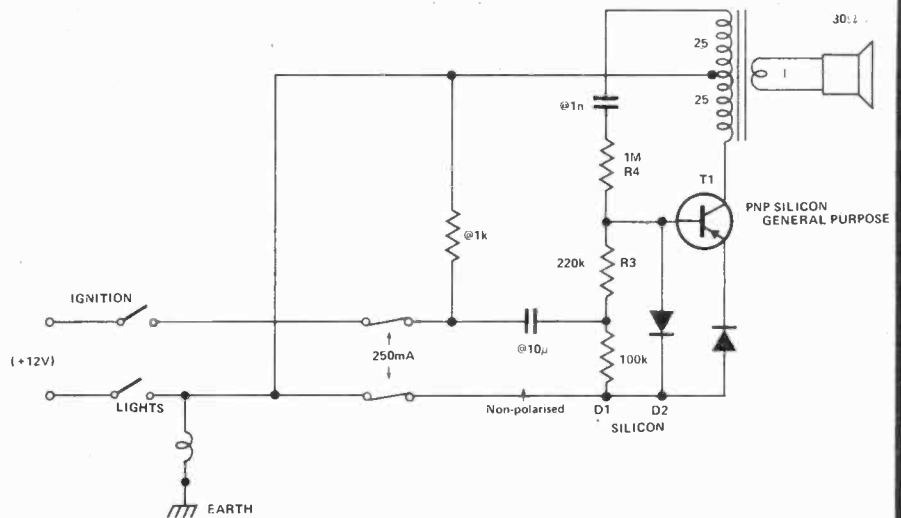 30Ω
25
25
1
@1n
1M
R4
T1
PNP SILICON
GENERAL PURPOSE
@1k
220k
R3
IGNITION
(+12V)
250mA
@10µ
100k
LIGHTS
Non-polarised
D1
D2
SILICON
EARTH